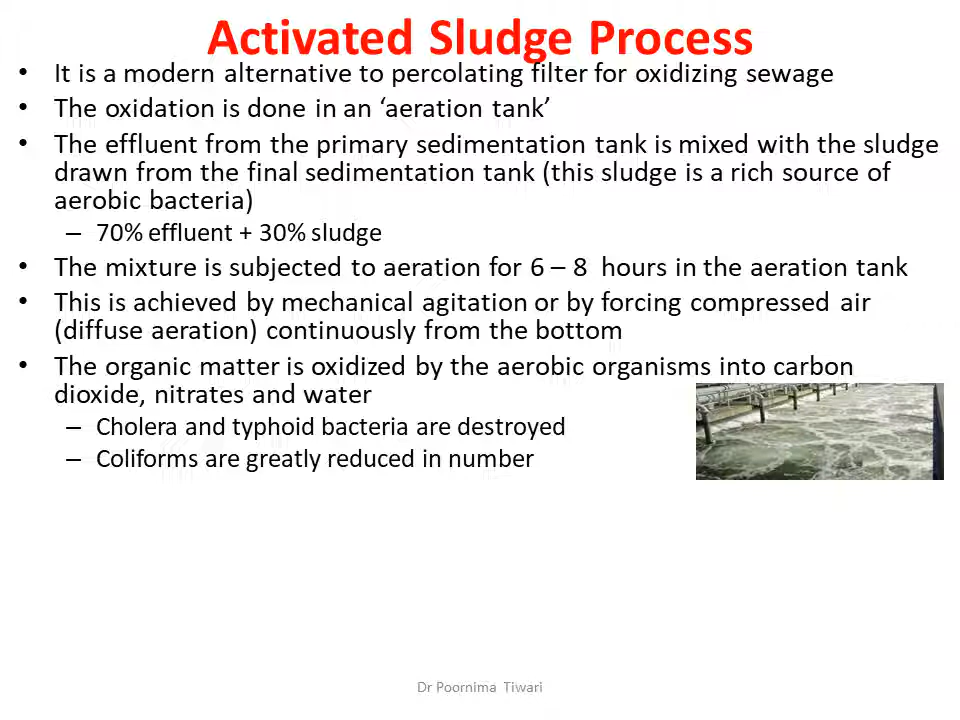 Activated Sludge Process
• It is a modern alternative to percolating filter for oxidizing sewage
• The oxidation is done in an ‘aeration tank’
• The effluent from the primary sedimentation tank is mixed with the sludge
drawn from the final sedimentation tank (this sludge is a rich source of
aerobic bacteria)
– 70% effluent + 30% sludge
• The mixture is subjected to aeration for 6 – 8 hours in the aeration tank
• This is achieved by mechanical agitation or by forcing compressed air
(diffuse aeration) continuously from the bottom
• The organic matter is oxidized by the aerobic organisms into carbon
dioxide, nitrates and water
– Cholera and typhoid bacteria are destroyed
– Coliforms are greatly reduced in number
Dr Poornima Tiwari